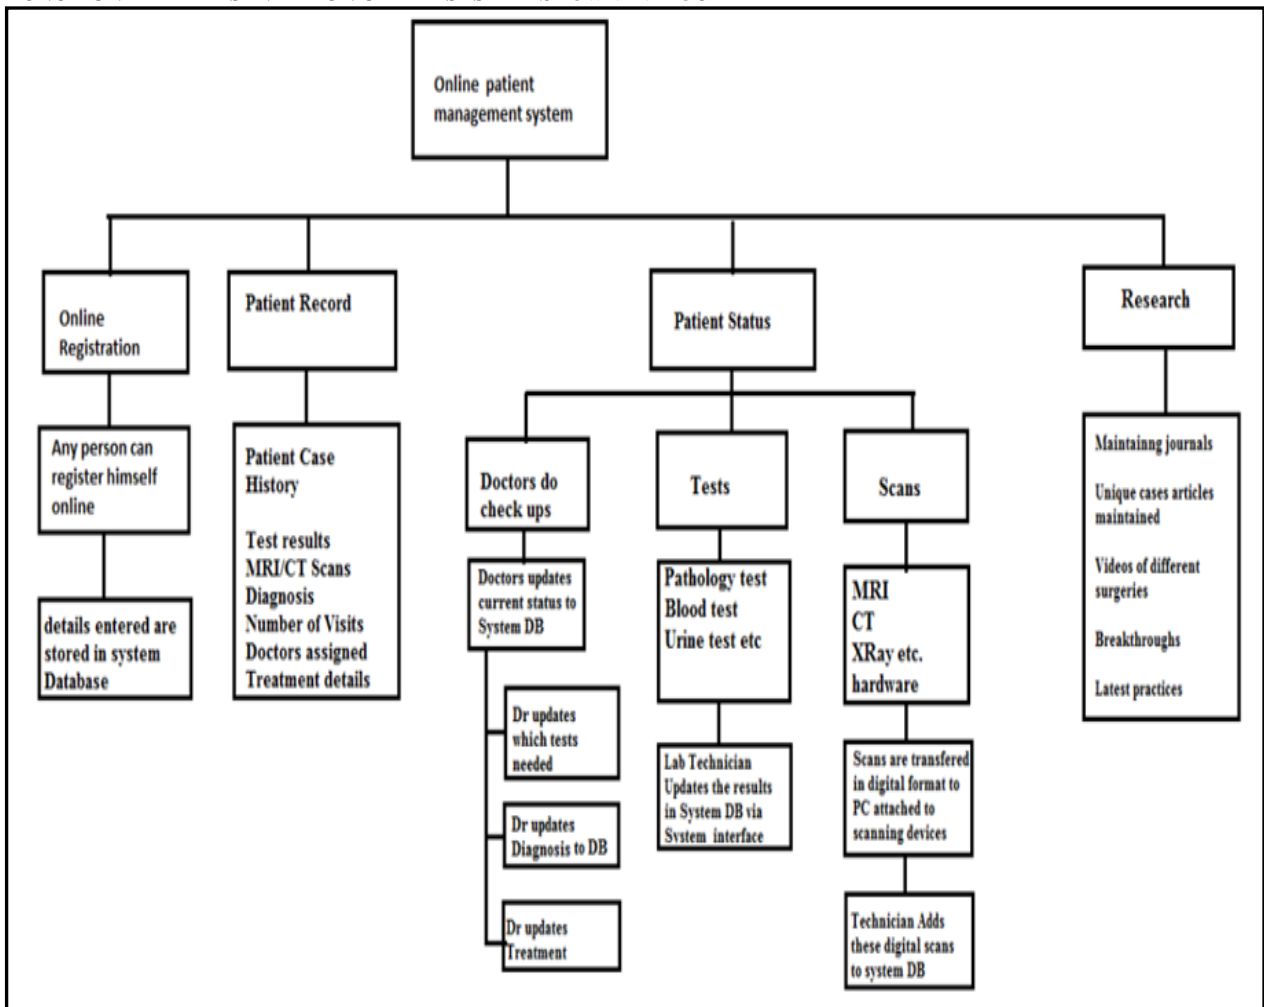 Online patient
management system
Online
Registration
Patient Record
Patient Status
Research
Any person can
register himself
online
details entered are
stored in system
Database
Patient Case
History
Test results
MRI/CT Scans
Diagnosis
Number of Visits
Doctors assigned
Treatment details
Doctors do
check ups
Doctors updates
current status to
System DB
Dr updates
which tests
needed
Dr updates
Diagnosis to DB
Dr updates
Treatment
Tests
Pathology test
Blood test
Urine test etc
Lab Technician
Updates the results
in System DB via
System interface
Scans
MRI
CT
XRay etc.
hardware
Scans are transfered
in digital format to
PC attached to
scanning devices
Technician Adds
these digital scans
to system DB
Maintainng journals
Unique cases articles
maintained
Videos of different
surgeries
Breakthroughs
Latest practices